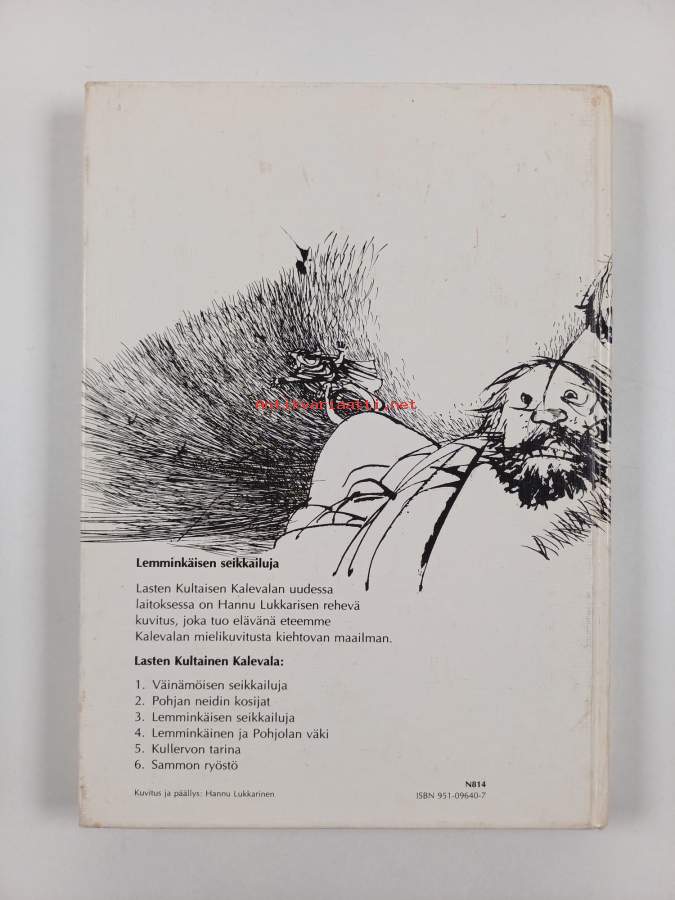 antikvariaatti.net
Lemminkäisen seikkailuja
Lasten Kultaisen Kalevalan uudessa
laitoksessa on Hannu Lukkarisen rehevä
kuvitus, joka tuo elävänä eteemme
Kalevalan mielikuvitusta kiehtovan maailman.
Lasten Kultainen Kalevala:
1. Väinämöisen seikkailuja
2. Pohjan neidin kosijat
3. Lemminkäisen seikkailuja
4. Lemminkäinen ja Pohjolan väki
5. Kullervon tarina
6. Sammon ryöstö
N814
Kuvitus ja päällys: Hannu Lukkarinen ISBN 951-09640-7